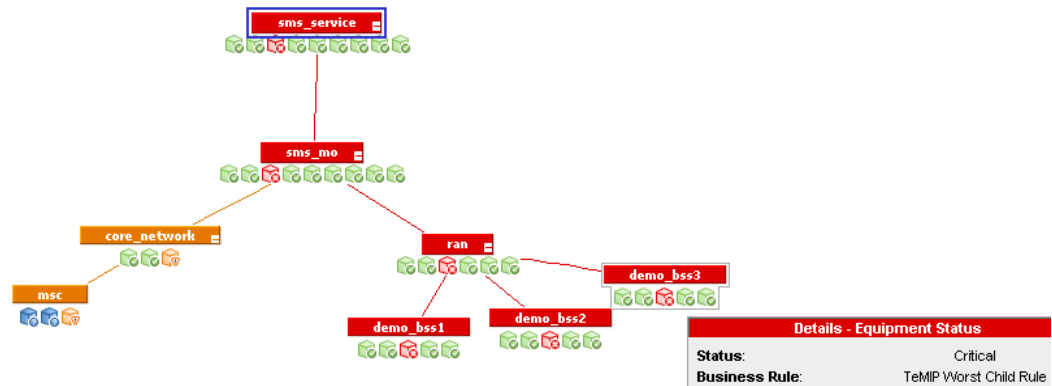 sms_service
sms_mo
core_network
ran
demo_bss3
msc
demo_bss1
demo_bss2
Details - Equipment Status
Status: Critical
Business Rule: TeMIP Worst Child Rule